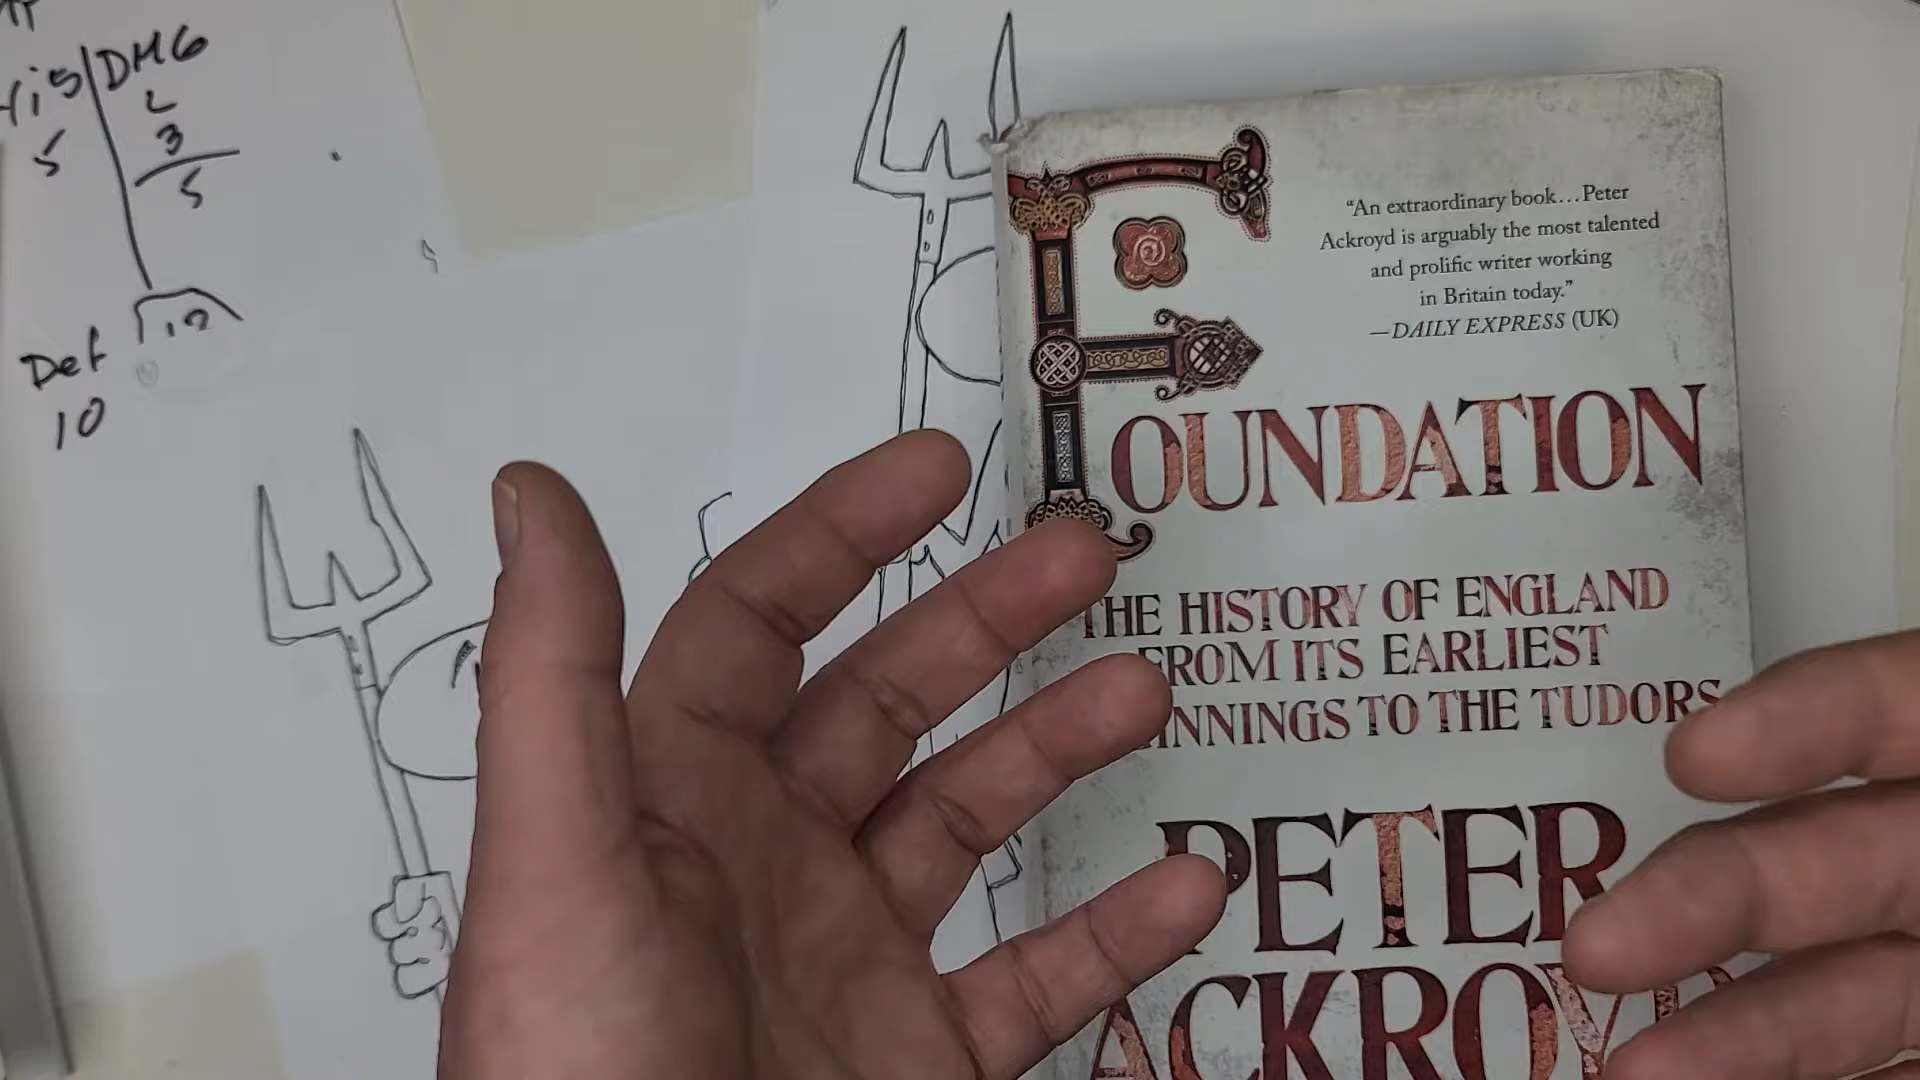 DMG
5
3
5
Def
10
“An extraordinary book…Peter
Ackroyd is arguably the most talented
and prolific writer working
in Britain today.”
—DAILY EXPRESS (UK)
FOUNDATION
THE HISTORY OF ENGLAND
FROM ITS EARLIEST
INNINGS TO THE TUDORS
PETER
ACKROYD